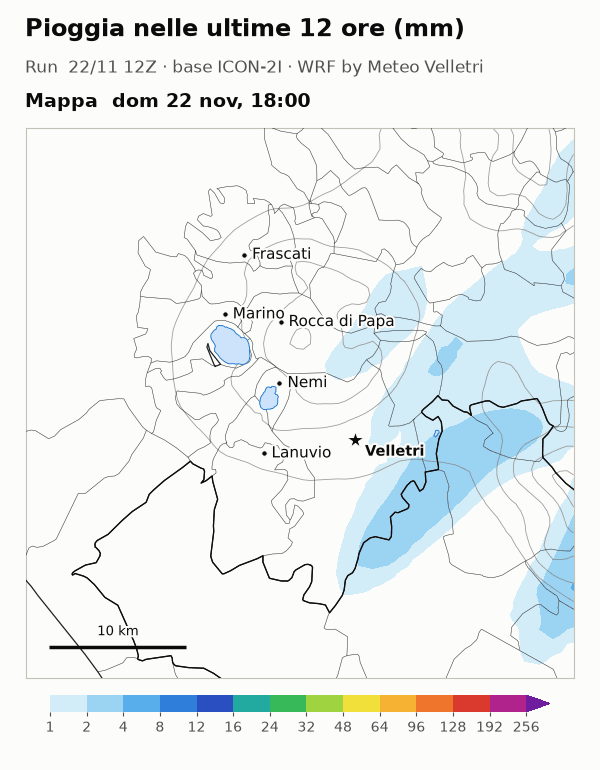 Pioggia nelle ultime 12 ore (mm)
Run  22/11 12Z · base ICON-2I · WRF by Meteo Velletri
Mappa  dom 22 nov, 18:00
Frascati
Marino
Rocca di Papa
Nemi
Velletri
Lanuvio
10 km
1 2 4 8 12 16 24 32 48 64 96 128 192 256